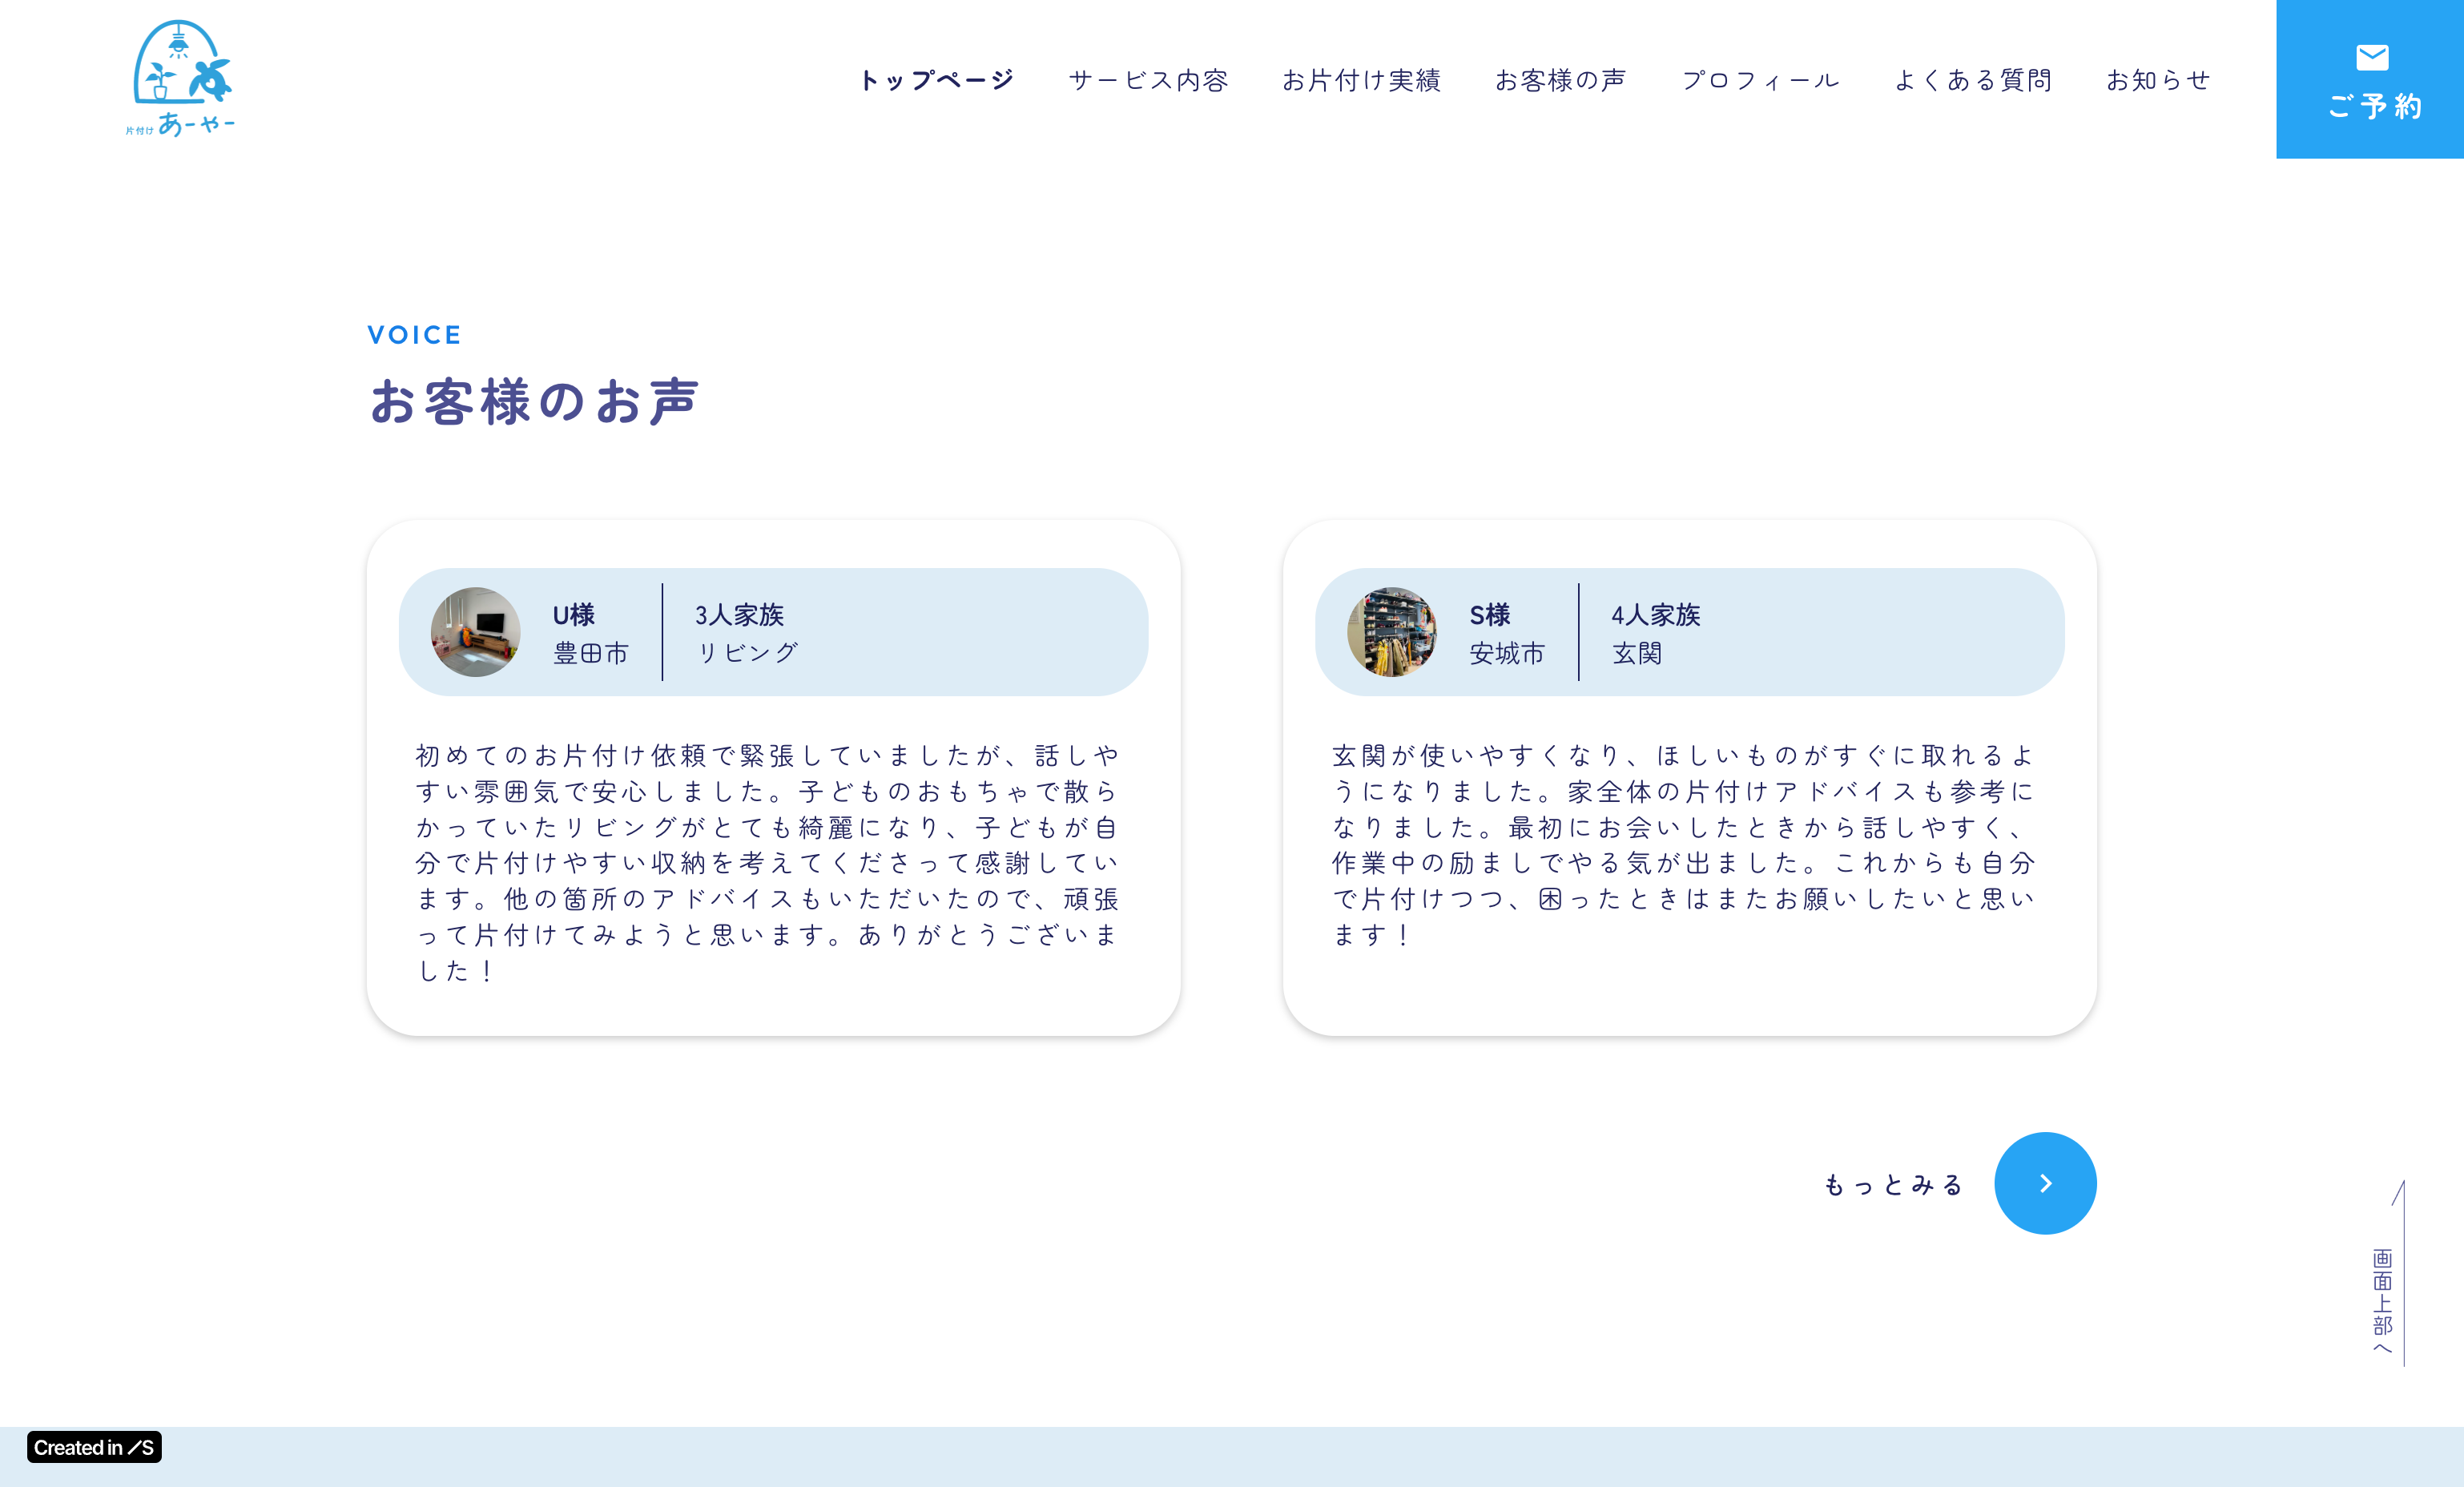 片付け あーやー
トップページ サービス内容 お片付け実績 お客様の声 プロフィール よくある質問 お知らせ
ご予約
VOICE
お客様のお声
U様
豊田市
3人家族
リビング
初めてのお片付け依頼で緊張していましたが、話しや
すい雰囲気で安心しました。子どものおもちゃで散ら
かっていたリビングがとても綺麗になり、子どもが自
分で片付けやすい収納を考えてくださって感謝してい
ます。他の箇所のアドバイスもいただいたので、頑張
って片付けてみようと思います。ありがとうございま
した！
S様
安城市
4人家族
玄関
玄関が使いやすくなり、ほしいものがすぐに取れるよ
うになりました。家全体の片付けアドバイスも参考に
なりました。最初にお会いしたときから話しやすく、
作業中の励ましでやる気が出ました。これからも自分
で片付けつつ、困ったときはまたお願いしたいと思い
ます！
もっとみる
画面上部へ
Created in S